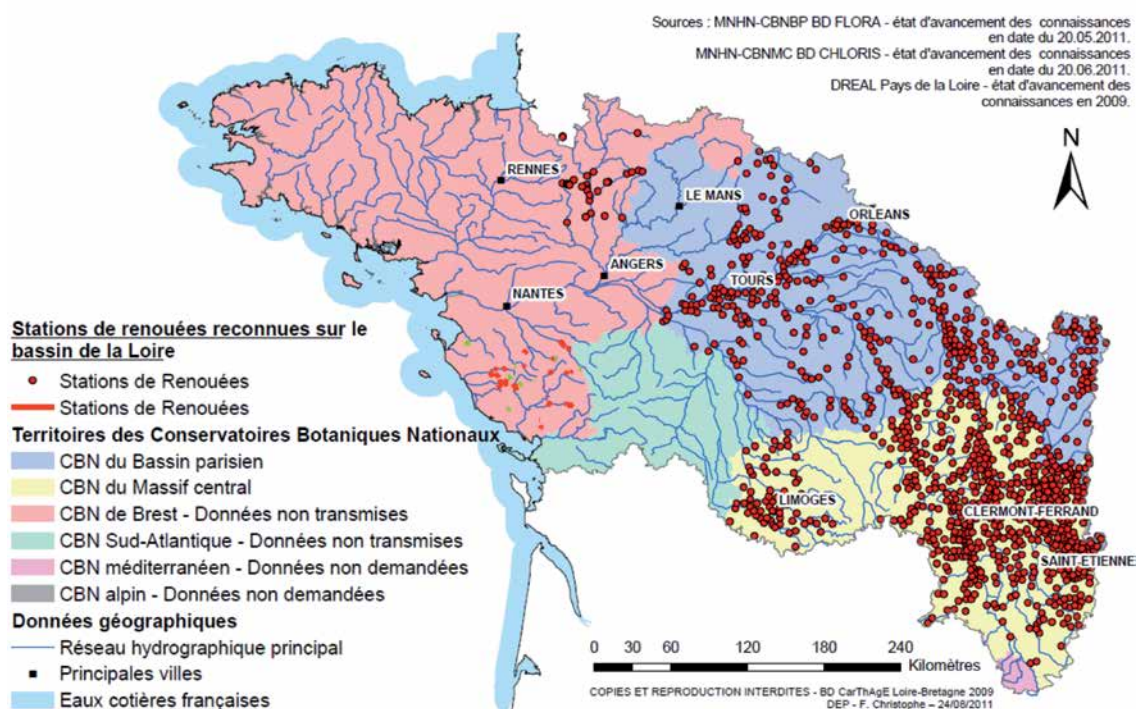 Sources : MNHN-CBNBP BD FLORA - état d'avancement des connaissances
en date du 20.05.2011.
MNHN-CBNMC BD CHLORIS - état d'avancement des connaissances
en date du 20.06.2011.
DREAL Pays de la Loire - état d'avancement des
connaissances en 2009.
N
RENNES
LE MANS
ORLEANS
ANGERS
TOURS
NANTES
LIMOGES
CLERMONT-FERRAND
SAINT-ETIENNE
Stations de renouées reconnues sur le
bassin de la Loire
Stations de Renouées
Stations de Renouées
Territoires des Conservatoires Botaniques Nationaux
CBN du Bassin parisien
CBN du Massif central
CBN de Brest - Données non transmises
CBN Sud-Atlantique - Données non transmises
CBN méditerranéen - Données non demandées
CBN alpin - Données non demandées
Données géographiques
Réseau hydrographique principal
Principales villes
Eaux cotières françaises
0 60 120 180 240
Kilomètres
COPIES ET REPRODUCTION INTERDITES - BD CarThAgE Loire-Bretagne 2009
DEP - F. Christophe – 24/08/2011